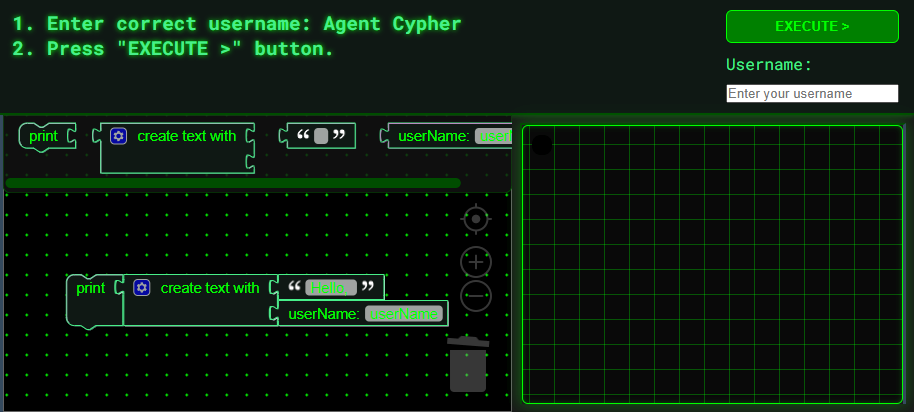 1. Enter correct username: Agent Cypher
2. Press "EXECUTE >" button.
EXECUTE >
Username:
Enter your username
print
create text with
“ ”
userName:
print
create text with
“ Hello, ”
userName: userName